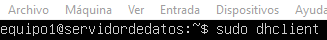 Archivo Máquina Ver Entrada Dispositivos Ayuda
equipo1@servidordedatos:~$ sudo dhclient